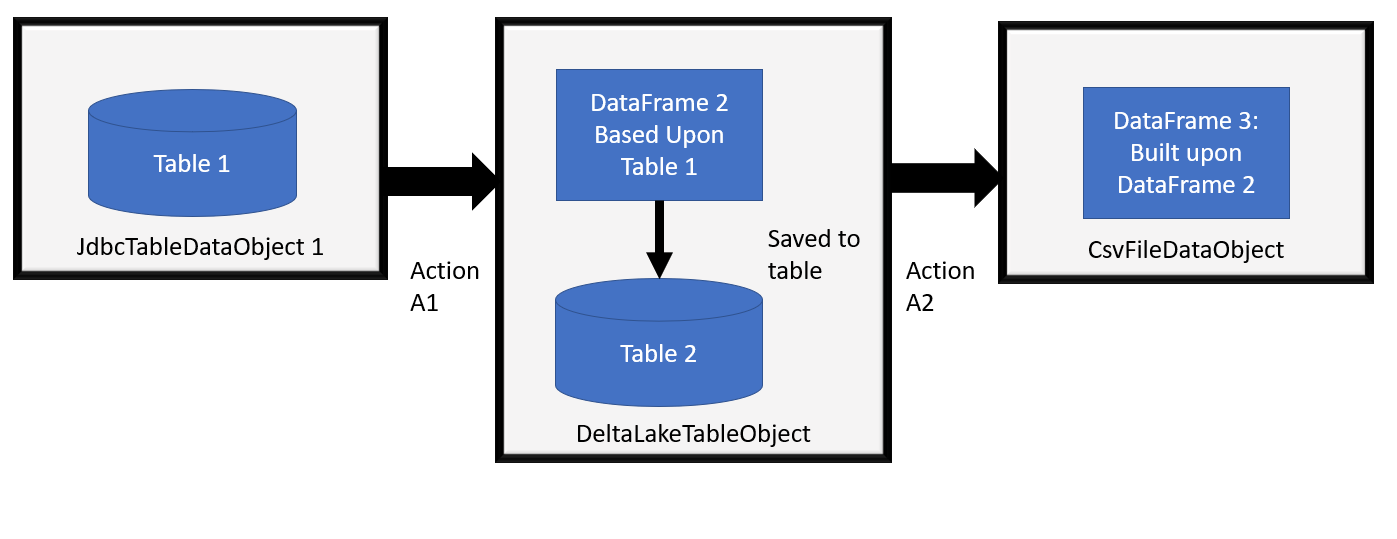 Table 1
JdbcTableDataObject 1
Action
A1
DataFrame 2
Based Upon
Table 1
Saved to
table
Table 2
DeltaLakeTableObject
Action
A2
DataFrame 3:
Built upon
DataFrame 2
CsvFileDataObject